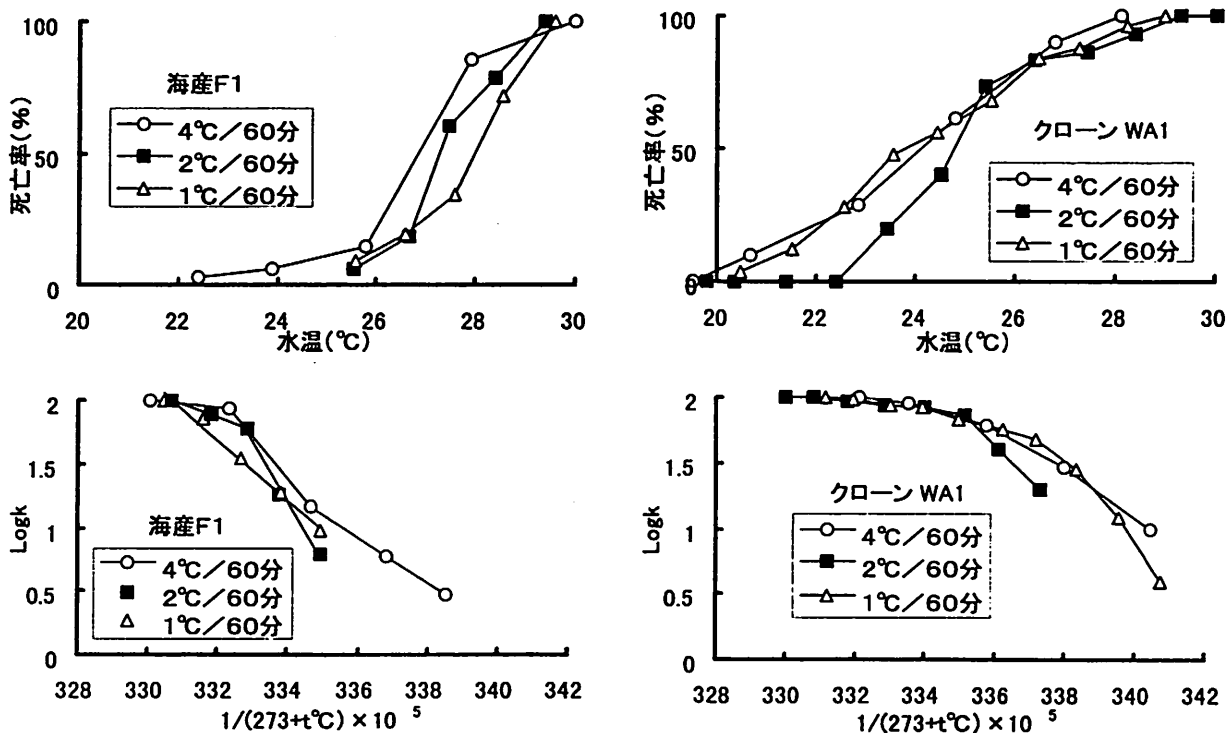 100
50
0
死亡率(%)
海産F1
4℃/60分
2℃/60分
1℃/60分
20 22 24 26 28 30
水温(℃)
100
50
0
死亡率(%)
クローン WA1
4℃/60分
2℃/60分
1℃/60分
20 22 24 26 28 30
水温(℃)
2
1.5
1
0.5
0
Logk
海産F1
4℃/60分
2℃/60分
1℃/60分
328 330 332 334 336 338 340 342
1/(273+t℃) × 10 5
2
1.5
1
0.5
0
Logk
クローン WA1
4℃/60分
2℃/60分
1℃/60分
328 330 332 334 336 338 340 342
1/(273+t℃) × 10 5